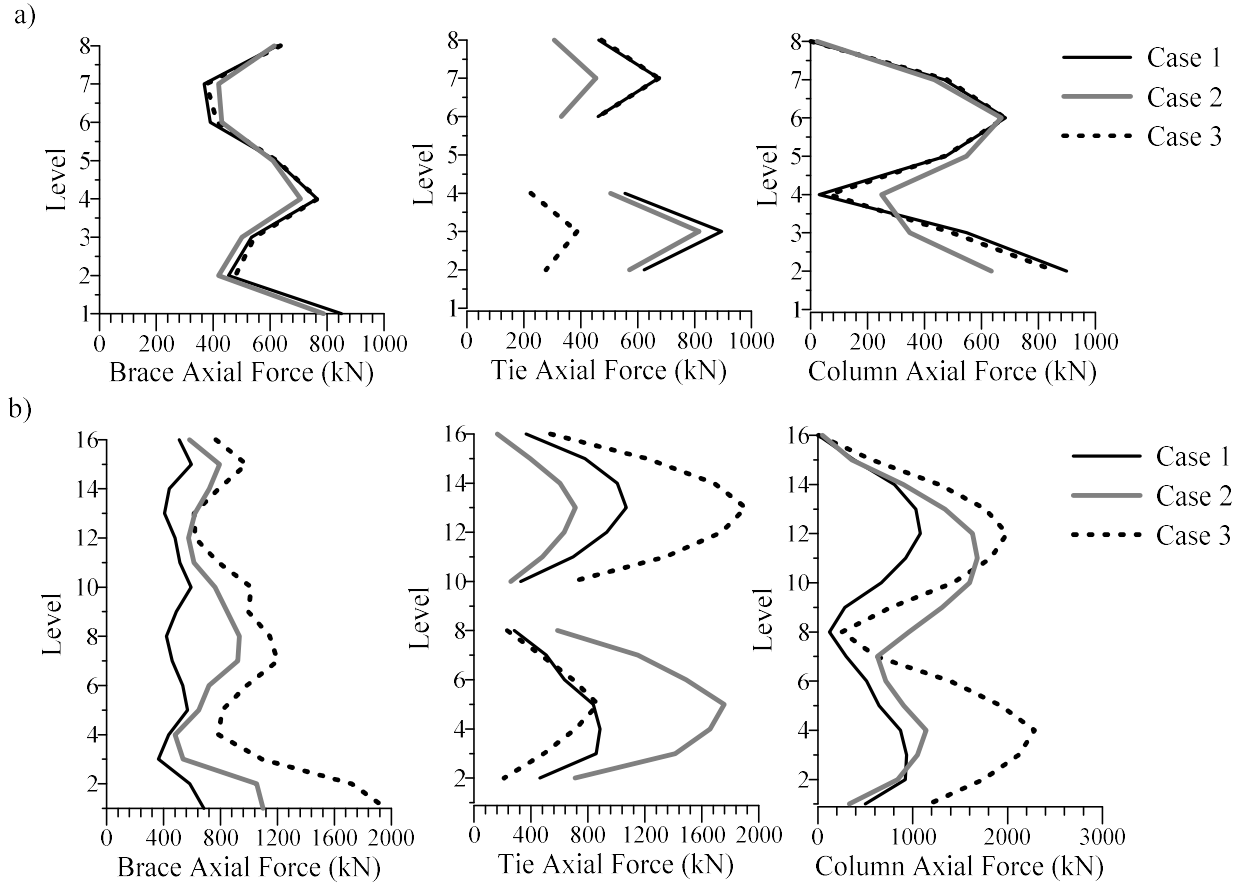 a)
8
7
6
5
4
3
2
1
Level
0 200 400 600 800 1000
Brace Axial Force (kN)
8
7
6
5
4
3
2
1
Level
0 200 400 600 800 1000
Tie Axial Force (kN)
8
7
6
5
4
3
2
1
Level
0 200 400 600 800 1000
Column Axial Force (kN)
Case 1
Case 2
Case 3
b)
16
14
12
10
8
6
4
2
Level
0 400 800 1200 1600 2000
Brace Axial Force (kN)
16
14
12
10
8
6
4
2
Level
0 400 800 1200 1600 2000
Tie Axial Force (kN)
16
14
12
10
8
6
4
2
Level
0 1000 2000 3000
Column Axial Force (kN)
Case 1
Case 2
Case 3